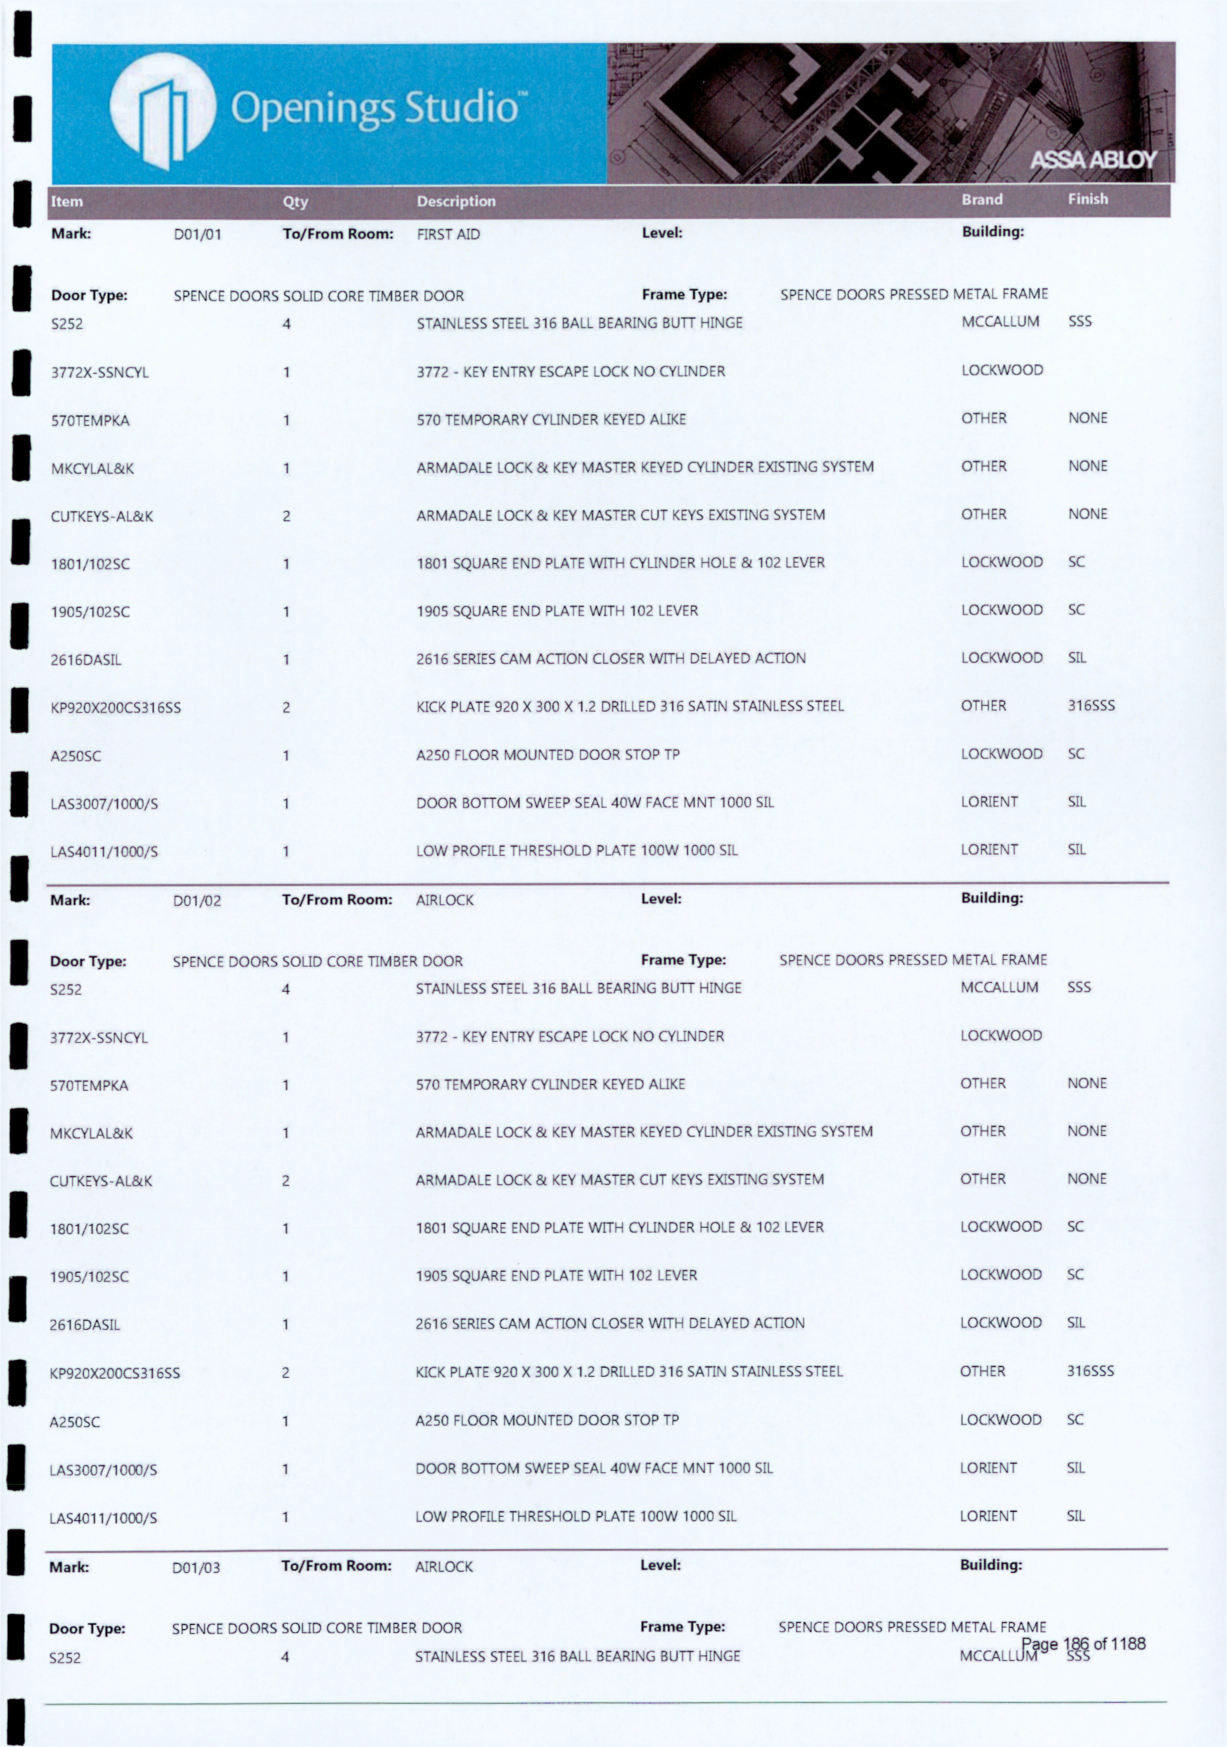 Openings Studio™
ASSA ABLOY
Item Qty Description Brand Finish
Mark: D01/01 To/From Room: FIRST AID Level: Building:
Door Type: SPENCE DOORS SOLID CORE TIMBER DOOR Frame Type: SPENCE DOORS PRESSED METAL FRAME
S252 4 STAINLESS STEEL 316 BALL BEARING BUTT HINGE MCCALLUM SSS
3772X-SSNCYL 1 3772 - KEY ENTRY ESCAPE LOCK NO CYLINDER LOCKWOOD
570TEMPKA 1 570 TEMPORARY CYLINDER KEYED ALIKE OTHER NONE
MKCYLAL&K 1 ARMADALE LOCK & KEY MASTER KEYED CYLINDER EXISTING SYSTEM OTHER NONE
CUTKEYS-AL&K 2 ARMADALE LOCK & KEY MASTER CUT KEYS EXISTING SYSTEM OTHER NONE
1801/102SC 1 1801 SQUARE END PLATE WITH CYLINDER HOLE & 102 LEVER LOCKWOOD SC
1905/102SC 1 1905 SQUARE END PLATE WITH 102 LEVER LOCKWOOD SC
2616DASIL 1 2616 SERIES CAM ACTION CLOSER WITH DELAYED ACTION LOCKWOOD SIL
KP920X200CS316SS 2 KICK PLATE 920 X 300 X 1.2 DRILLED 316 SATIN STAINLESS STEEL OTHER 316SSS
A250SC 1 A250 FLOOR MOUNTED DOOR STOP TP LOCKWOOD SC
LAS3007/1000/S 1 DOOR BOTTOM SWEEP SEAL 40W FACE MNT 1000 SIL LORIENT SIL
LAS4011/1000/S 1 LOW PROFILE THRESHOLD PLATE 100W 1000 SIL LORIENT SIL
Mark: D01/02 To/From Room: AIRLOCK Level: Building:
Door Type: SPENCE DOORS SOLID CORE TIMBER DOOR Frame Type: SPENCE DOORS PRESSED METAL FRAME
S252 4 STAINLESS STEEL 316 BALL BEARING BUTT HINGE MCCALLUM SSS
3772X-SSNCYL 1 3772 - KEY ENTRY ESCAPE LOCK NO CYLINDER LOCKWOOD
570TEMPKA 1 570 TEMPORARY CYLINDER KEYED ALIKE OTHER NONE
MKCYLAL&K 1 ARMADALE LOCK & KEY MASTER KEYED CYLINDER EXISTING SYSTEM OTHER NONE
CUTKEYS-AL&K 2 ARMADALE LOCK & KEY MASTER CUT KEYS EXISTING SYSTEM OTHER NONE
1801/102SC 1 1801 SQUARE END PLATE WITH CYLINDER HOLE & 102 LEVER LOCKWOOD SC
1905/102SC 1 1905 SQUARE END PLATE WITH 102 LEVER LOCKWOOD SC
2616DASIL 1 2616 SERIES CAM ACTION CLOSER WITH DELAYED ACTION LOCKWOOD SIL
KP920X200CS316SS 2 KICK PLATE 920 X 300 X 1.2 DRILLED 316 SATIN STAINLESS STEEL OTHER 316SSS
A250SC 1 A250 FLOOR MOUNTED DOOR STOP TP LOCKWOOD SC
LAS3007/1000/S 1 DOOR BOTTOM SWEEP SEAL 40W FACE MNT 1000 SIL LORIENT SIL
LAS4011/1000/S 1 LOW PROFILE THRESHOLD PLATE 100W 1000 SIL LORIENT SIL
Mark: D01/03 To/From Room: AIRLOCK Level: Building:
Door Type: SPENCE DOORS SOLID CORE TIMBER DOOR Frame Type: SPENCE DOORS PRESSED METAL FRAME
S252 4 STAINLESS STEEL 316 BALL BEARING BUTT HINGE MCCALLUM SSS
Page 186 of 1188